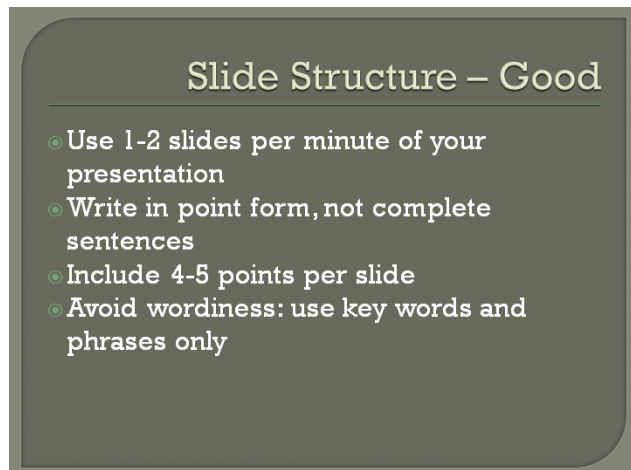 Slide Structure – Good
Use 1-2 slides per minute of your
presentation
Write in point form, not complete
sentences
Include 4-5 points per slide
Avoid wordiness: use key words and
phrases only